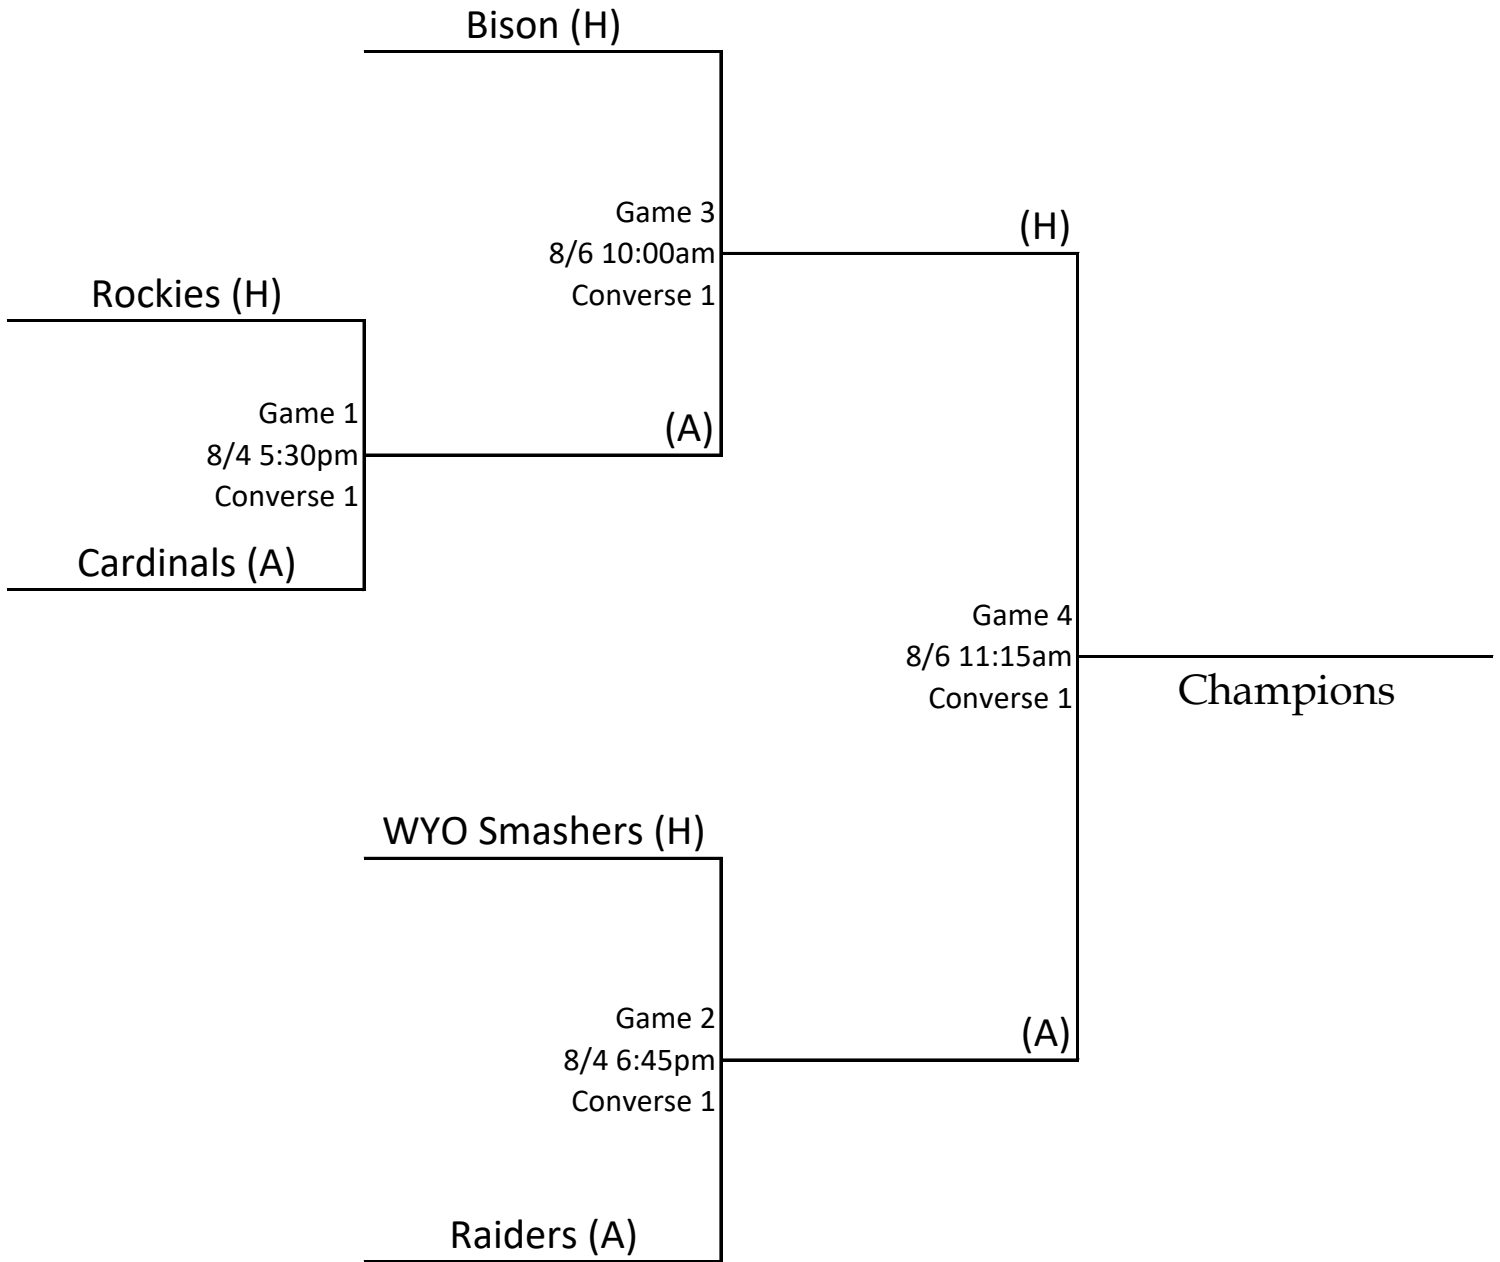 Bison (H)
Game 3
8/6 10:00am
Converse 1
(H)
Rockies (H)
Game 1
8/4 5:30pm
Converse 1
(A)
Cardinals (A)
Game 4
8/6 11:15am
Converse 1
Champions
WYO Smashers (H)
Game 2
8/4 6:45pm
Converse 1
(A)
Raiders (A)